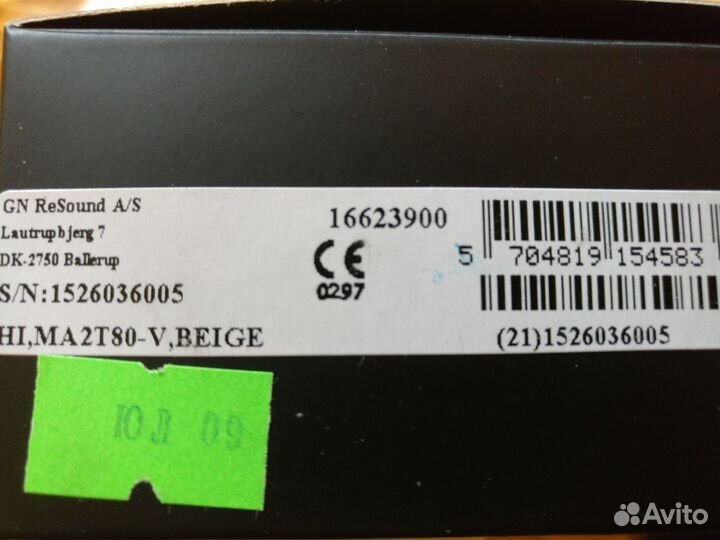 GN ReSound A/S
Lautrupbjerg 7
DK-2750 Ballerup
S/N:1526036005
HI,MA2T80-V,BEIGE
16623900
CE
0297
5 704819 154583
(21)1526036005
ЮЛ 09
Avito